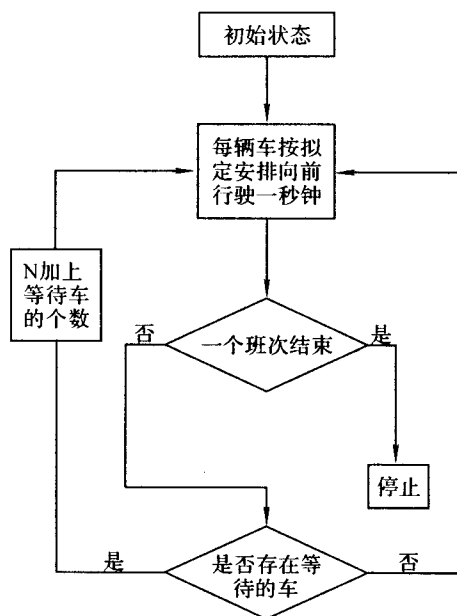 初始状态
每辆车按拟
定安排向前
行驶一秒钟
N加上
等待车
的个数
否
一个班次结束
是
停止
是
是否存在等
待的车
否